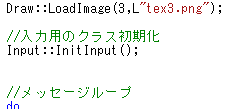 Draw::LoadImage(3,L"tex3.png");
//入力用のクラス初期化
Input::InitInput();
//メッセージループ
do